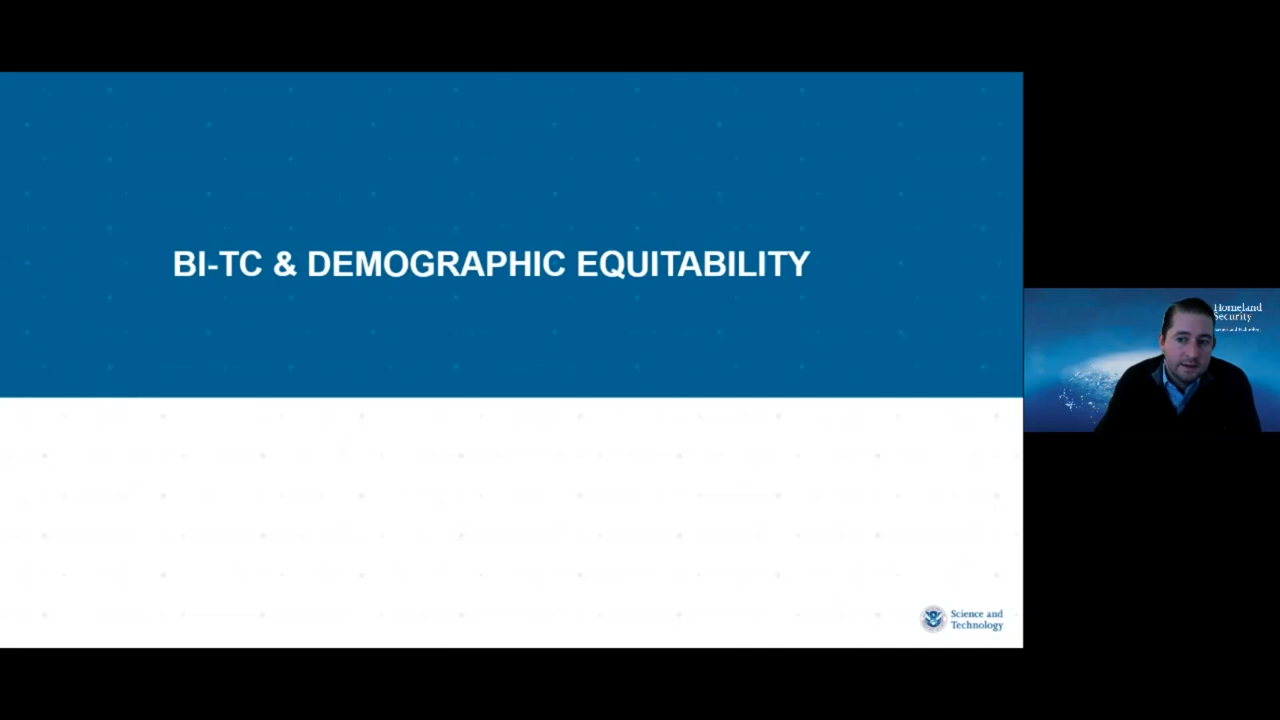 BI-TC & DEMOGRAPHIC EQUITABILITY
Homeland
Security
Science and
Technology